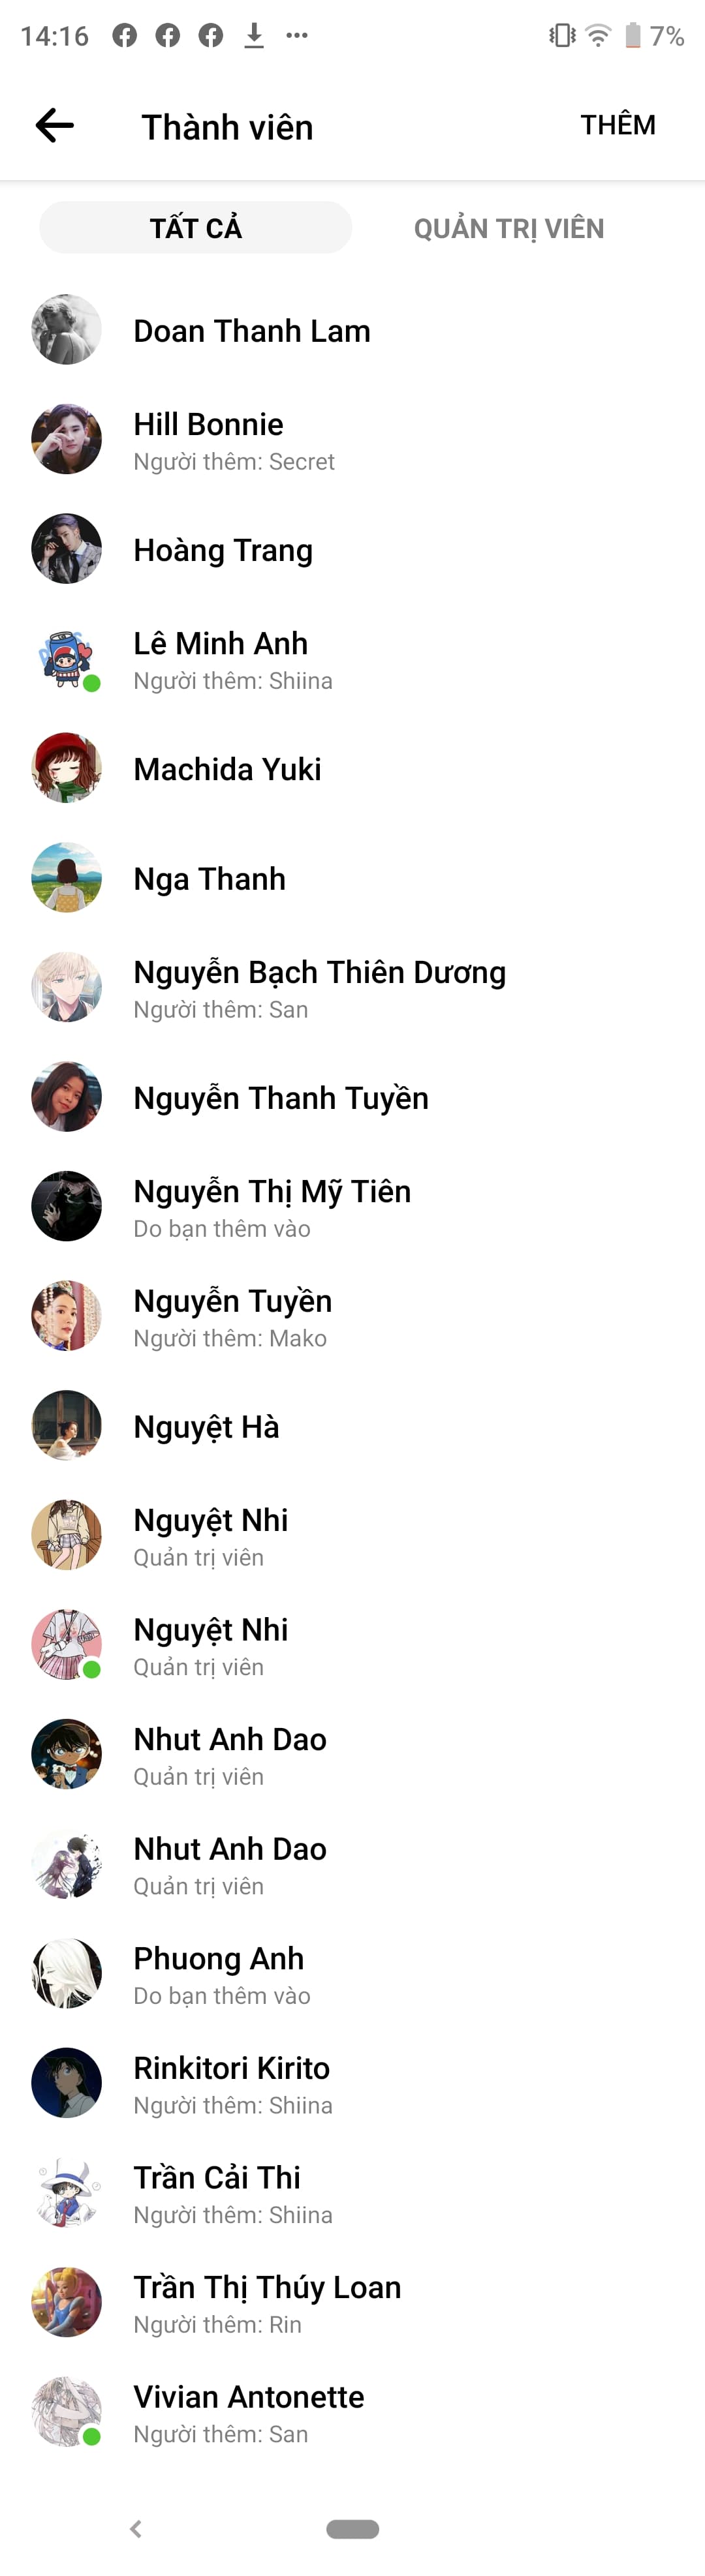 14:16
7%
Thành viên
THÊM
TẤT CẢ
QUẢN TRỊ VIÊN
Doan Thanh Lam
Hill Bonnie
Người thêm: Secret
Hoàng Trang
Lê Minh Anh
Người thêm: Shiina
Machida Yuki
Nga Thanh
Nguyễn Bạch Thiên Dương
Người thêm: San
Nguyễn Thanh Tuyền
Nguyễn Thị Mỹ Tiên
Do bạn thêm vào
Nguyễn Tuyền
Người thêm: Mako
Nguyệt Hà
Nguyệt Nhi
Quản trị viên
Nguyệt Nhi
Quản trị viên
Nhut Anh Dao
Quản trị viên
Nhut Anh Dao
Quản trị viên
Phuong Anh
Do bạn thêm vào
Rinkitori Kirito
Người thêm: Shiina
Trần Cải Thi
Người thêm: Shiina
Trần Thị Thúy Loan
Người thêm: Rin
Vivian Antonette
Người thêm: San